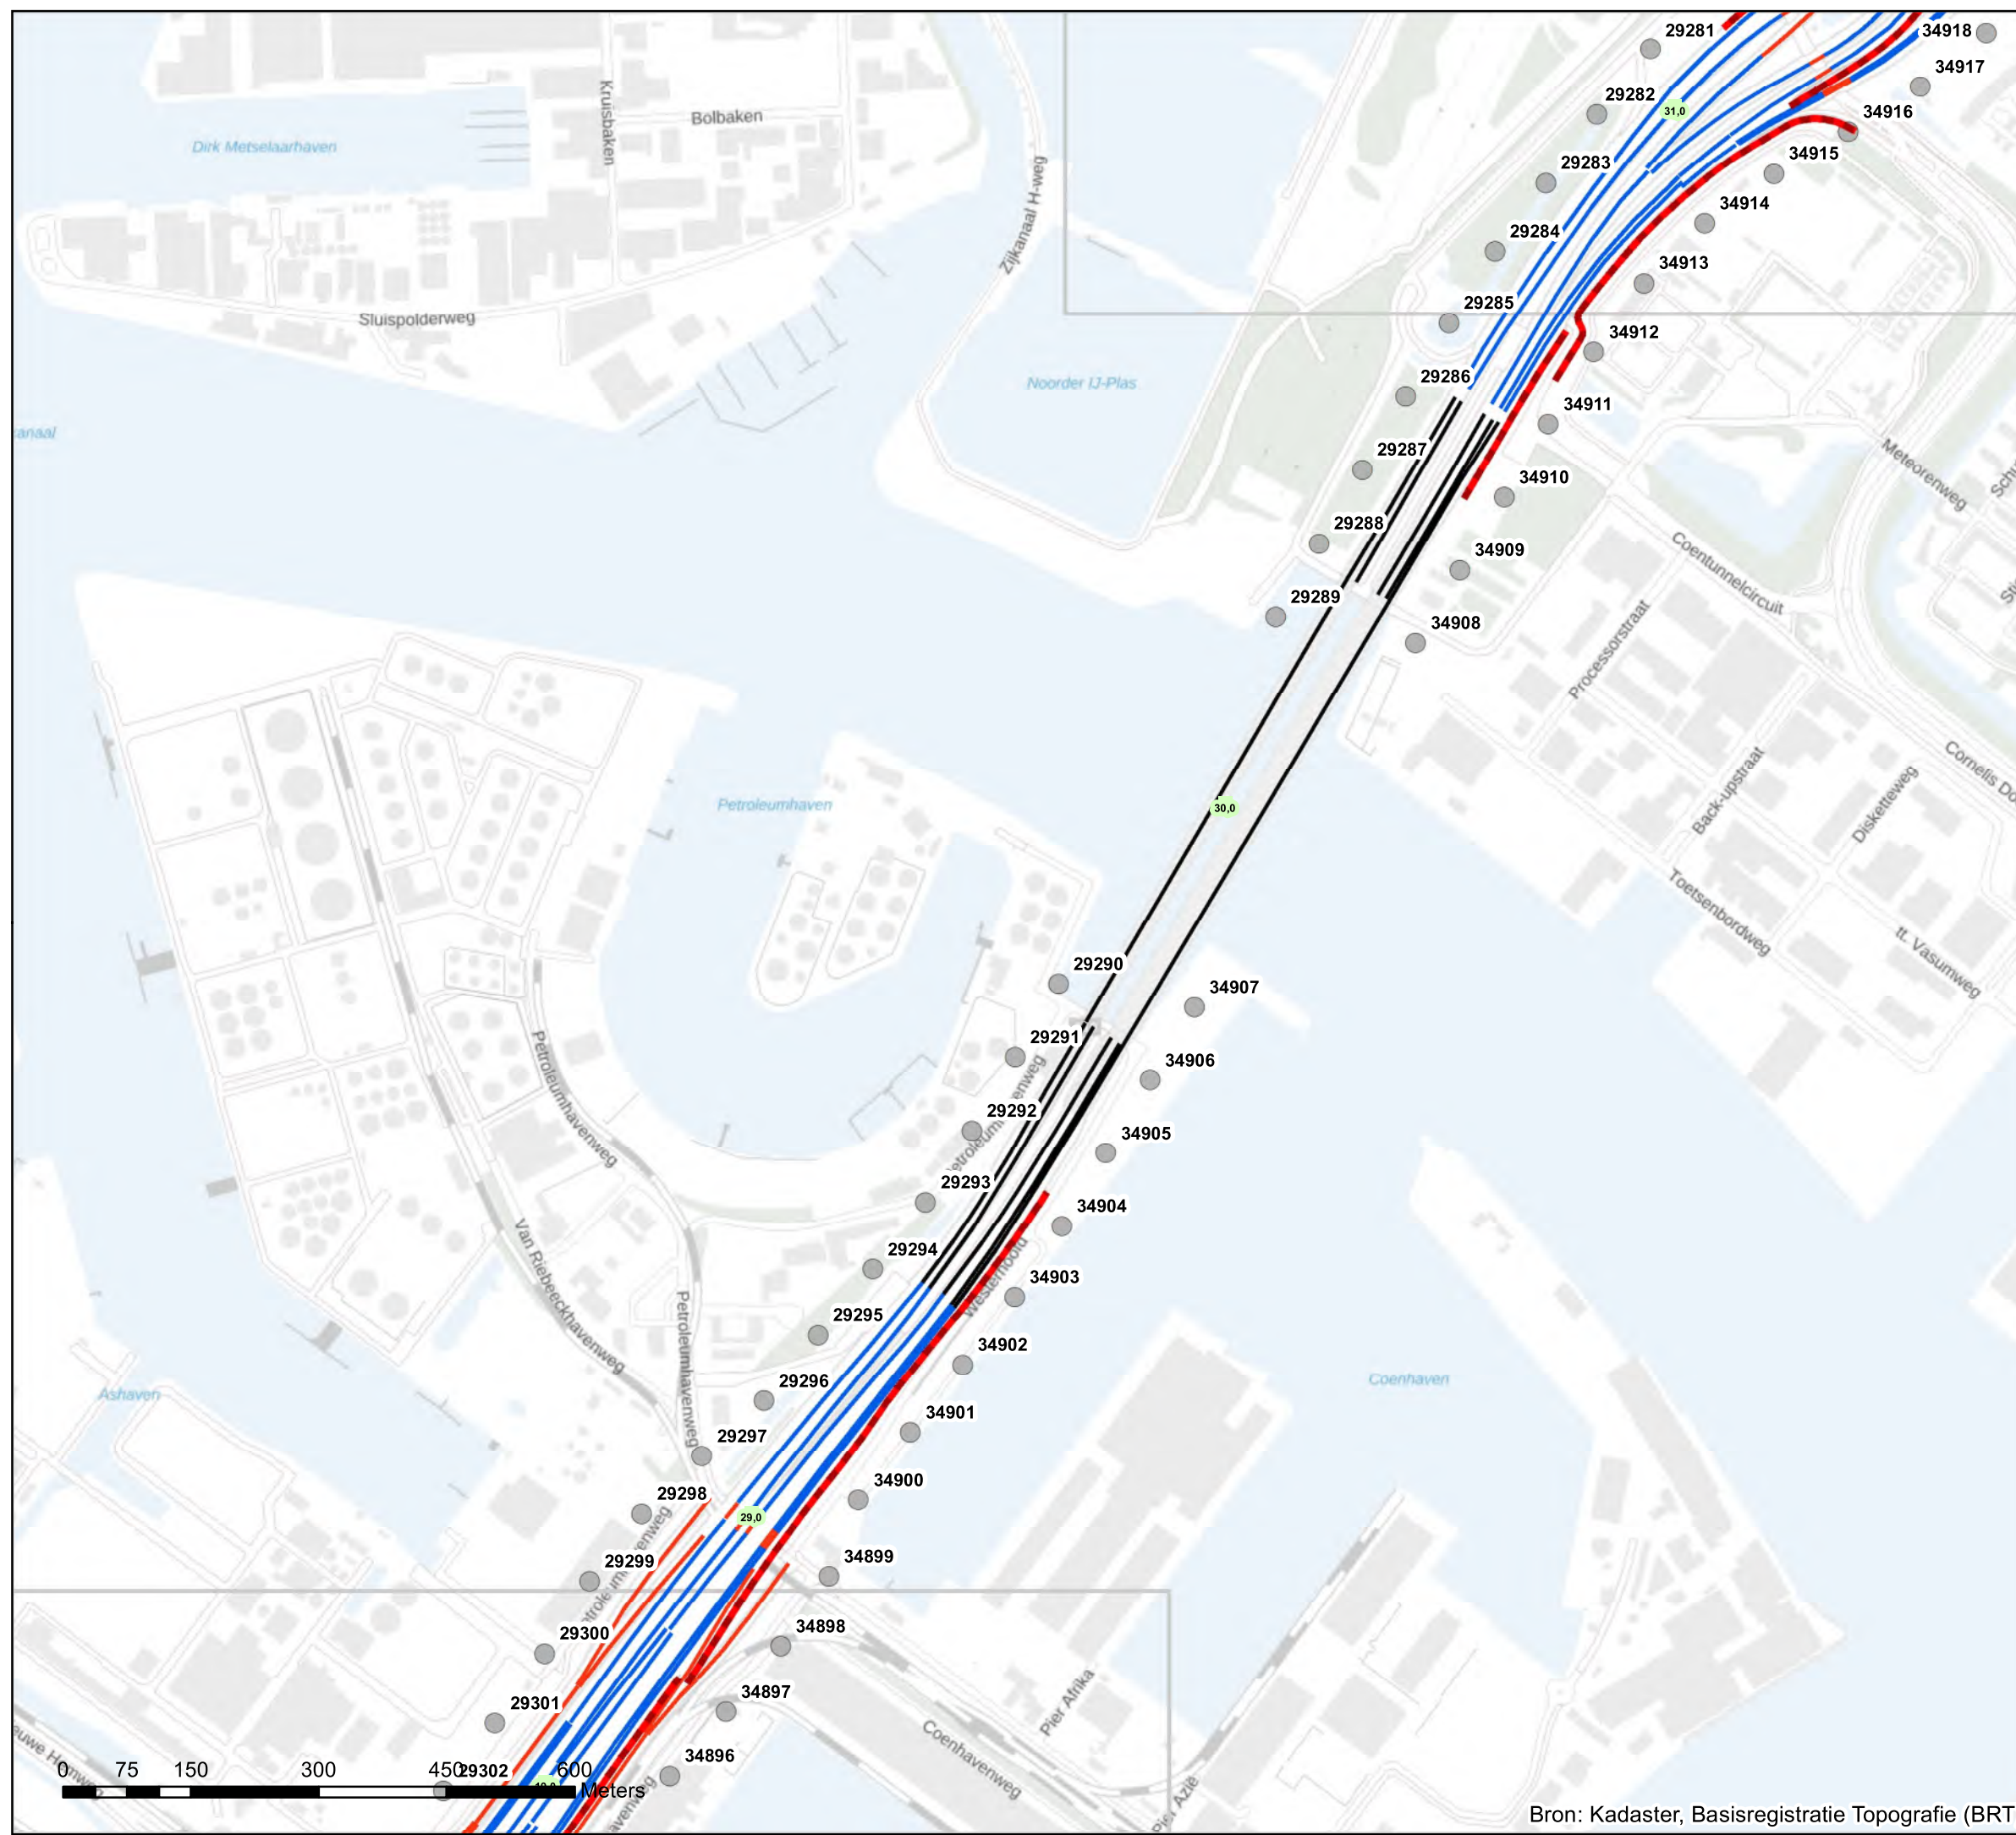 29281
34918
34917
29282
31,0
34916
Kruisbaken
Bolbaken
Dirk Metselaarhaven
29283
34915
Zijkanaal H-weg
34914
29284
34913
29285
Sluispolderweg
34912
29286
Noorder IJ-Plas
34911
29287
Meteorenweg
34910
29288
Coentunnelcircuit
34909
29289
34908
Processorstraat
Cornelis Do
Back-upstraat
Disketteweg
Petroleumhaven
30,0
Toetsenbordweg
tt. Vasumweg
29290
34907
29291
34906
Petroleumhavenweg
29292
34905
29293
34904
Westerhoofd
29294
34903
Van Riebeeckhavenweg
Petroleumhavenweg
29295
34902
Ashaven
Coenhaven
29296
34901
29297
34900
29298
29,0
29299
34899
29300
34898
29301
34897
Pier Afrika
Coenhavenweg
Pier Azië
34896
0 75 150 300 450 600
Meters
29302
Bron: Kadaster, Basisregistratie Topografie (BRT